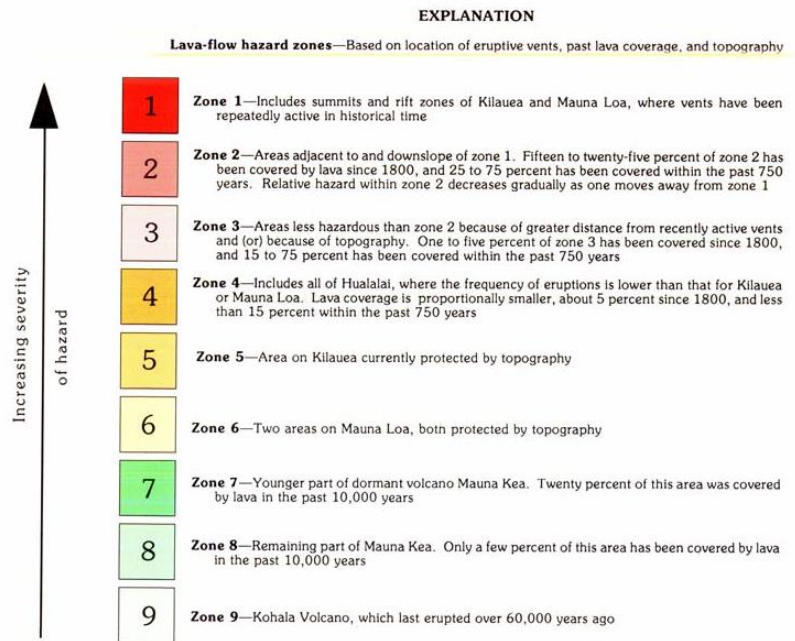 EXPLANATION
Lava-flow hazard zones—Based on location of eruptive vents, past lava coverage, and topography
1
Zone 1—Includes summits and rift zones of Kilauea and Mauna Loa, where vents have been
repeatedly active in historical time
2
Zone 2—Areas adjacent to and downslope of zone 1. Fifteen to twenty-five percent of zone 2 has
been covered by lava since 1800, and 25 to 75 percent has been covered within the past 750
years. Relative hazard within zone 2 decreases gradually as one moves away from zone 1
3
Zone 3—Areas less hazardous than zone 2 because of greater distance from recently active vents
and (or) because of topography. One to five percent of zone 3 has been covered since 1800,
and 15 to 75 percent has been covered within the past 750 years
4
Zone 4—Includes all of Hualalai, where the frequency of eruptions is lower than that for Kilauea
or Mauna Loa. Lava coverage is proportionally smaller, about 5 percent since 1800, and less
than 15 percent within the past 750 years
5
Zone 5—Area on Kilauea currently protected by topography
6
Zone 6—Two areas on Mauna Loa, both protected by topography
7
Zone 7—Younger part of dormant volcano Mauna Kea. Twenty percent of this area was covered
by lava in the past 10,000 years
8
Zone 8—Remaining part of Mauna Kea. Only a few percent of this area has been covered by lava
in the past 10,000 years
9
Zone 9—Kohala Volcano, which last erupted over 60,000 years ago
Increasing severity
of hazard